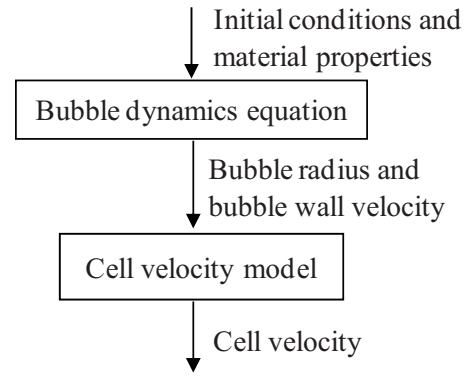 Initial conditions and
material properties
Bubble dynamics equation
Bubble radius and
bubble wall velocity
Cell velocity model
Cell velocity